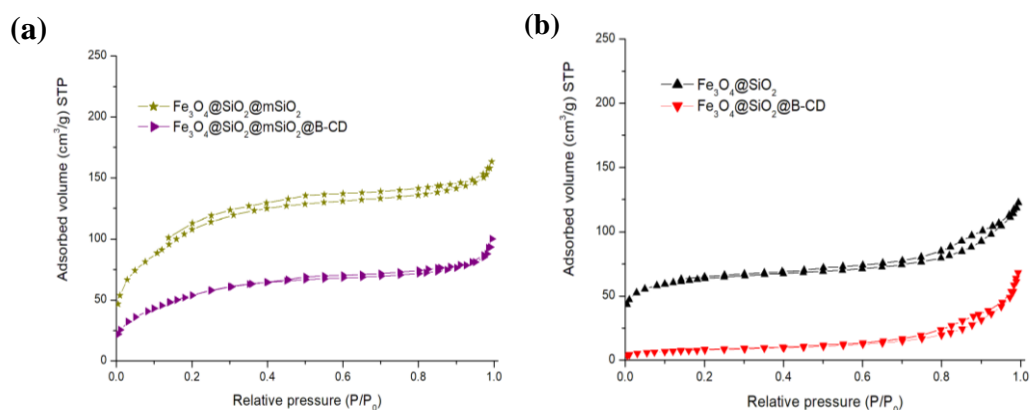 (a)
250
200
150
100
50
0
Adsorbed volume (cm³/g) STP
Fe₃O₄@SiO₂@mSiO₂
Fe₃O₄@SiO₂@mSiO₂@B-CD
0.0 0.2 0.4 0.6 0.8 1.0
Relative pressure (P/P₀)
(b)
250
200
150
100
50
0
Adsorbed volume (cm³/g) STP
Fe₃O₄@SiO₂
Fe₃O₄@SiO₂@B-CD
0.0 0.2 0.4 0.6 0.8 1.0
Relative pressure (P/P₀)